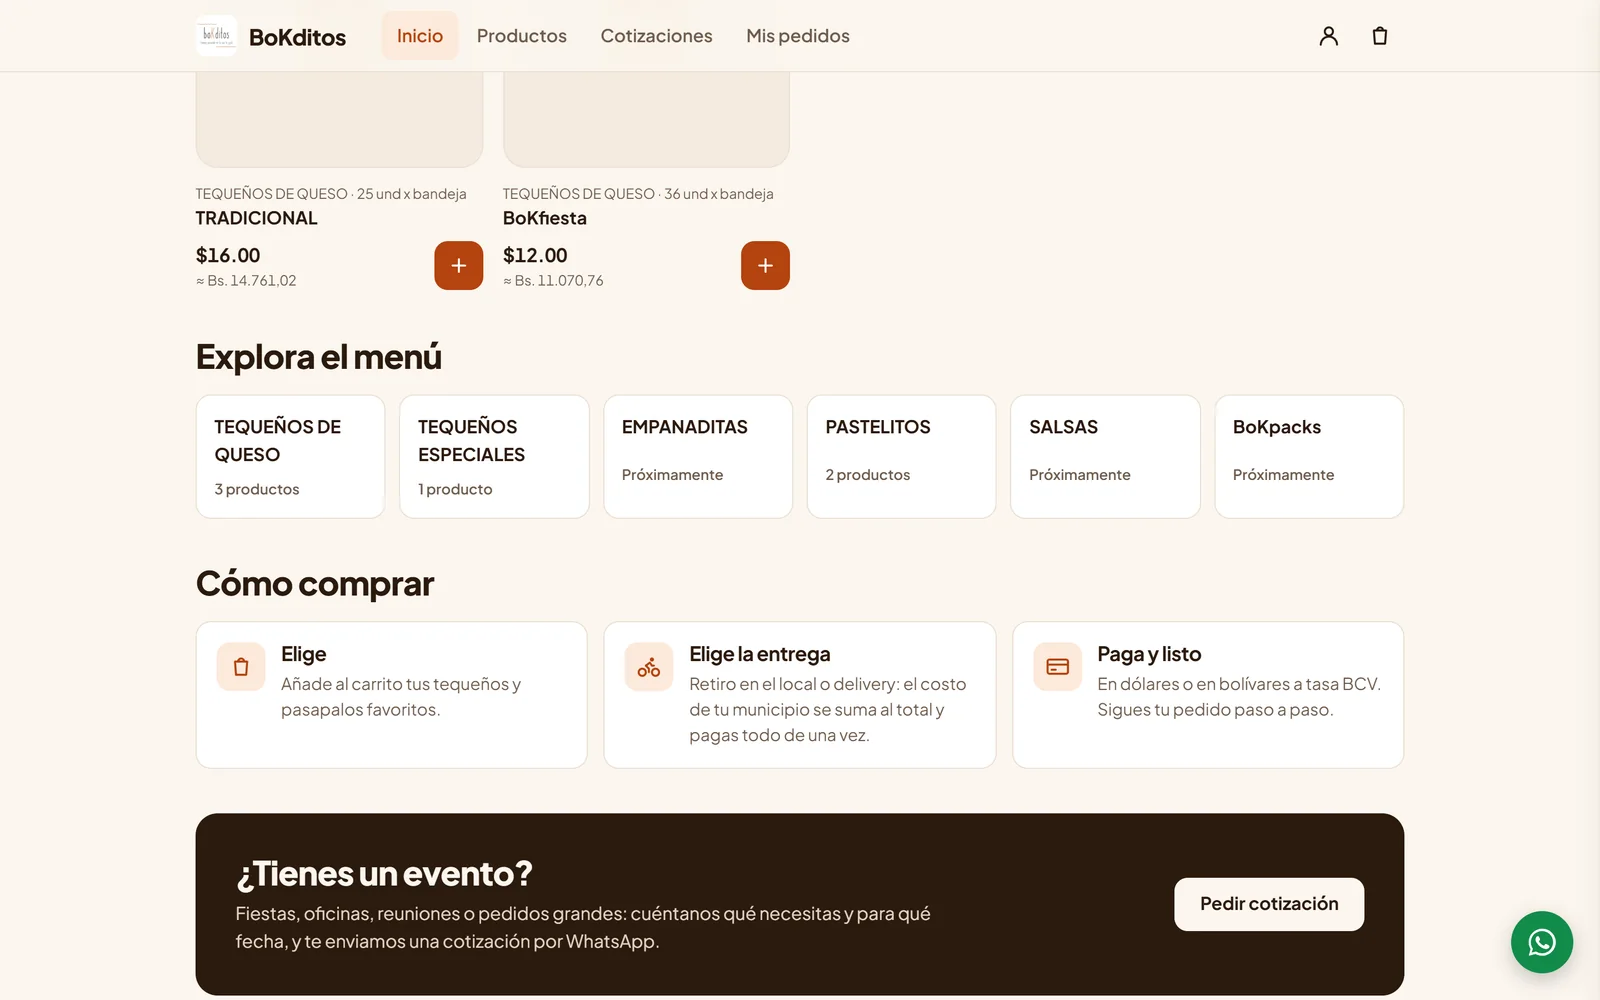 boKditos
BoKditos
Inicio
Productos
Cotizaciones
Mis pedidos
TEQUEÑOS DE QUESO · 25 und x bandeja
TRADICIONAL
$16.00
≈ Bs. 14.761,02
TEQUEÑOS DE QUESO · 36 und x bandeja
BoKfiesta
$12.00
≈ Bs. 11.070,76
Explora el menú
TEQUEÑOS DE
QUESO
3 productos
TEQUEÑOS
ESPECIALES
1 producto
EMPANADITAS
Próximamente
PASTELITOS
2 productos
SALSAS
Próximamente
BoKpacks
Próximamente
Cómo comprar
Elige
Añade al carrito tus tequeños y
pasapalos favoritos.
Elige la entrega
Retiro en el local o delivery: el costo
de tu municipio se suma al total y
pagas todo de una vez.
Paga y listo
En dólares o en bolívares a tasa BCV.
Sigues tu pedido paso a paso.
¿Tienes un evento?
Fiestas, oficinas, reuniones o pedidos grandes: cuéntanos qué necesitas y para qué
fecha, y te enviamos una cotización por WhatsApp.
Pedir cotización